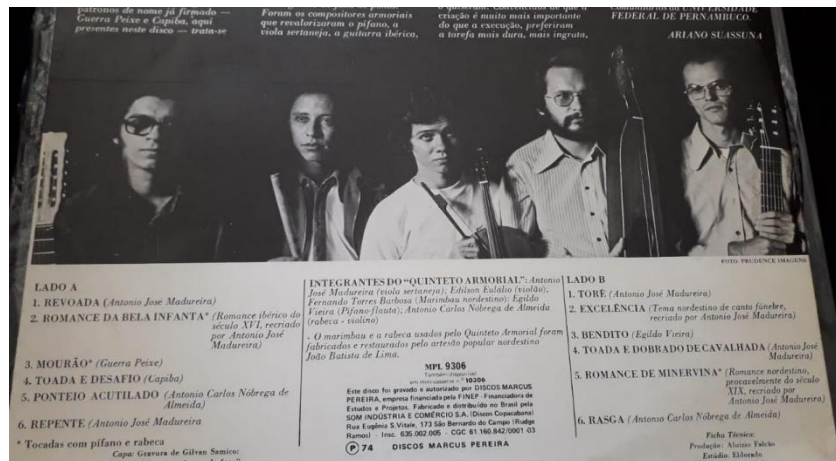 patronos de nome já firmado —
Guerra Peixe e Capiba, aqui
presentes neste disco — trata-se
Foram os compositores armoriais
que revalorizaram o pífano, a
viola sertaneja, a guitarra ibérica,
criação é muito mais importante
do que a execução, preferiram
a tarefa mais dura, mais ingrata,
FEDERAL DE PERNAMBUCO.
ARIANO SUASSUNA
FOTO PRUDENCE IMAGENS
LADO A
1. REVOADA (Antonio José Madureira)
2. ROMANCE DA BELA INFANTA* (Romance ibérico do
século XVI, recriado
por Antonio José
Madureira)
3. MOURÃO* (Guerra Peixe)
4. TOADA E DESAFIO (Capiba)
5. PONTEIO ACUTILADO (Antonio Carlos Nóbrega de
Almeida)
6. REPENTE (Antonio José Madureira
* Tocadas com pífano e rabeca
Capa: Gravura de Gilvan Samico:
INTEGRANTES DO "QUINTETO ARMORIAL": Antonio
José Madureira (viola sertaneja); Edilson Eulálio (violão);
Fernando Torres Barbosa (Marimbau nordestino); Egildo
Vieira (Pífano-flauta); Antonio Carlos Nóbrega de Almeida
(rabeca - violino)
- O marimbau e a rabeca usados pelo Quinteto Armorial foram
fabricados e restaurados pelo artesão popular nordestino
João Batista de Lima.
MPL 9306
Também disponível
em mini-cassete n.º 10306
Este disco foi gravado e autorizado por DISCOS MARCUS
PEREIRA, empresa financiada pela FINEP - Financiadora de
Estudos e Projetos. Fabricado e distribuído no Brasil pela
SOM INDÚSTRIA E COMÉRCIO S.A. (Discos Copacabana)
Rua Eugênia S. Vitale, 173 São Bernardo do Campo (Rudge
Ramos) - Insc. 635.002.005 - CGC 61.160.842/0001-03
Ⓟ 74 DISCOS MARCUS PEREIRA
LADO B
1. TORÉ (Antonio José Madureira)
2. EXCELÊNCIA (Tema nordestino de canto fúnebre,
recriado por Antonio José Madureira)
3. BENDITO (Egildo Vieira)
4. TOADA E DOBRADO DE CAVALHADA (Antonio José
Madureira)
5. ROMANCE DE MINERVINA* (Romance nordestino,
provavelmente do século
XIX, recriado por
Antonio José Madureira)
6. RASGA (Antonio Carlos Nóbrega de Almeida)
Ficha Técnica:
Produção: Aluizio Falcão
Estúdio: Eldorado